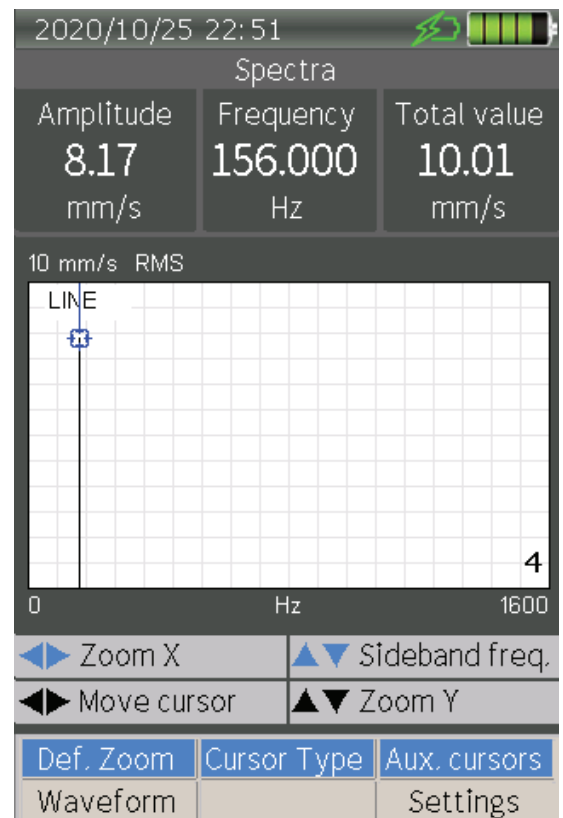 2020/10/25 22:51
Spectra
Amplitude Frequency Total value
8.17 156.000 10.01
mm/s Hz mm/s
10 mm/s RMS
LINE
4
0 Hz 1600
Zoom X Sideband freq.
Move cursor Zoom Y
Def. Zoom Cursor Type Aux. cursors
Waveform Settings